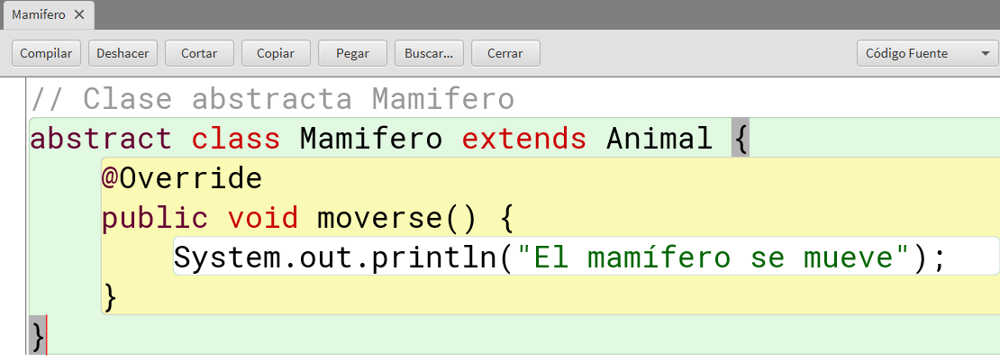 Mamifero
Compilar Deshacer Cortar Copiar Pegar Buscar... Cerrar Código Fuente
// Clase abstracta Mamifero
abstract class Mamifero extends Animal {
@Override
public void moverse() {
System.out.println("El mamífero se mueve");
}
}